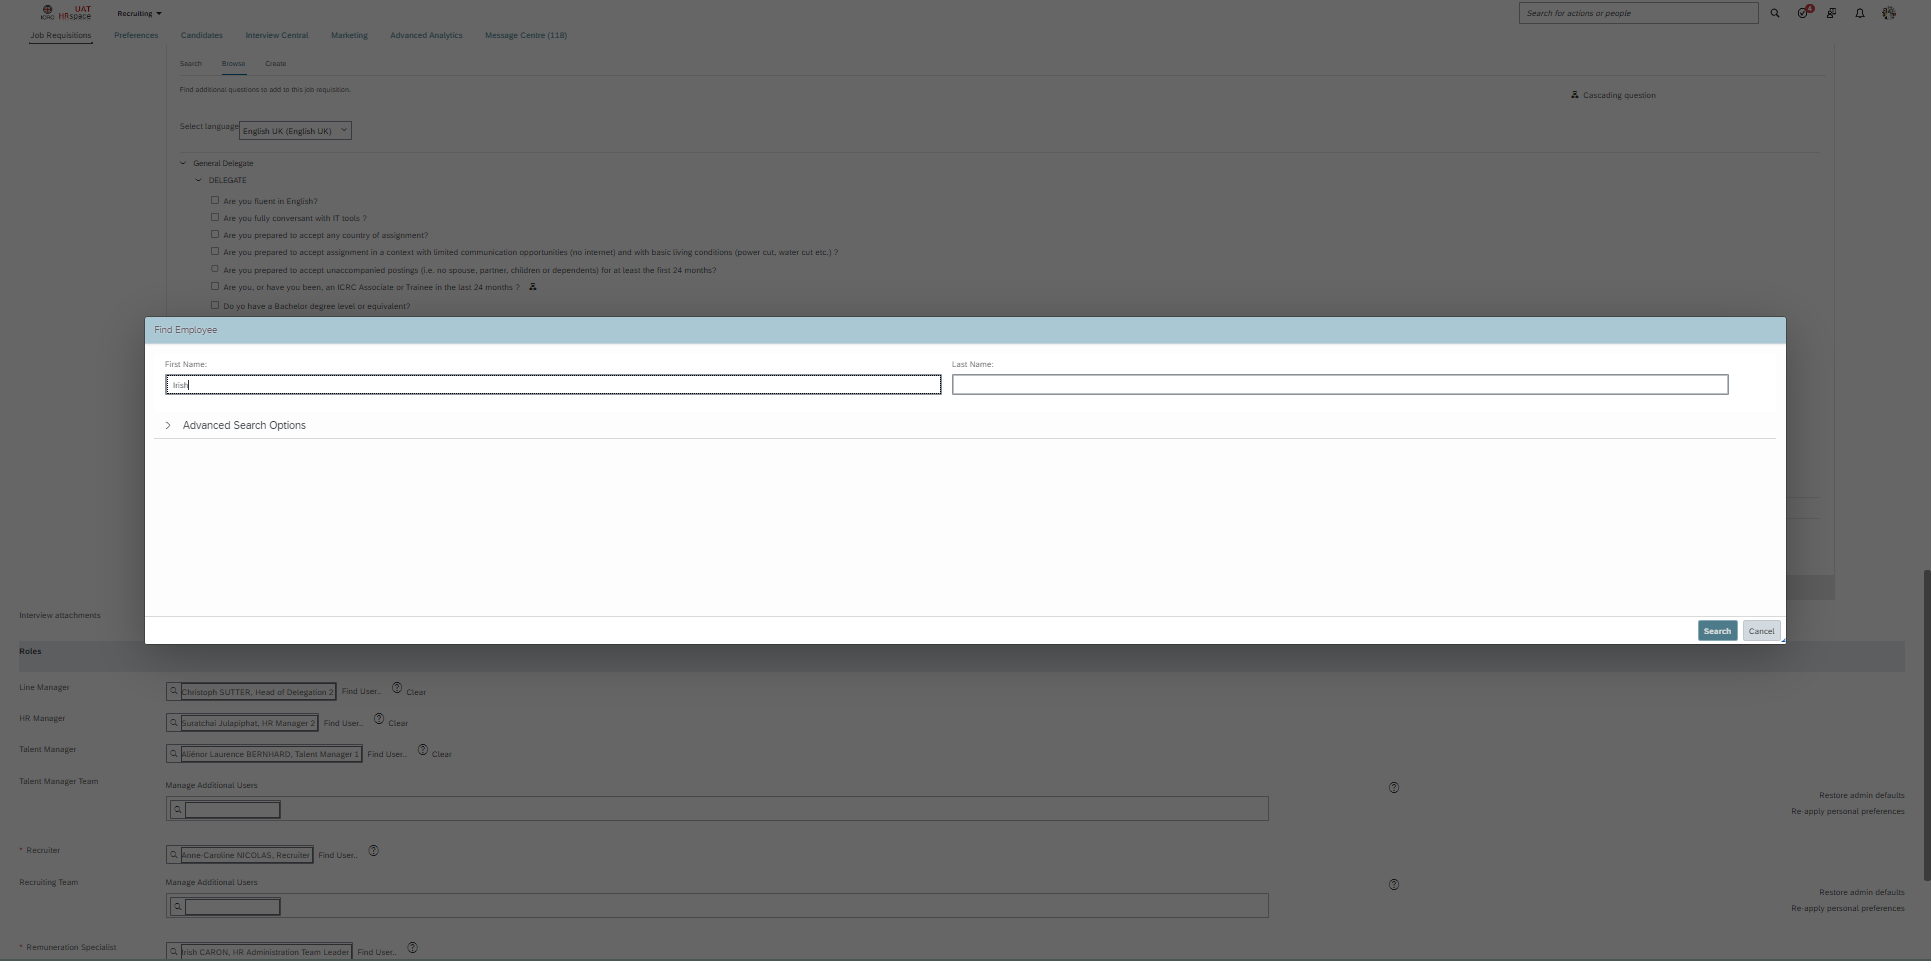 ICRC UAT HRspace Recruiting Search for actions or people 4
Job Requisitions Preferences Candidates Interview Central Marketing Advanced Analytics Message Centre (118)
Search Browse Create
Find additional questions to add to this job requisition.
Cascading question
Select language English UK (English UK)
General Delegate
DELEGATE
Are you fluent in English?
Are you fully conversant with IT tools ?
Are you prepared to accept any country of assignment?
Are you prepared to accept assignment in a context with limited communication opportunities (no internet) and with basic living conditions (power cut, water cut etc.) ?
Are you prepared to accept unaccompanied postings (i.e. no spouse, partner, children or dependents) for at least the first 24 months?
Are you, or have you been, an ICRC Associate or Trainee in the last 24 months ?
Do yo have a Bachelor degree level or equivalent?
Find Employee
First Name: Last Name:
Irish
Advanced Search Options
Search Cancel
Interview attachments
Roles
Line Manager Christoph SUTTER, Head of Delegation 2 Find User.. ? Clear
HR Manager Suratchai Julapiphat, HR Manager 2 Find User.. ? Clear
Talent Manager Aliénor Laurence BERNHARD, Talent Manager 1 Find User.. ? Clear
Talent Manager Team Manage Additional Users ?
Restore admin defaults
Re-apply personal preferences
* Recruiter Anne-Caroline NICOLAS, Recruiter Find User.. ?
Recruiting Team Manage Additional Users ?
Restore admin defaults
Re-apply personal preferences
* Remuneration Specialist Irish CARON, HR Administration Team Leader Find User.. ?